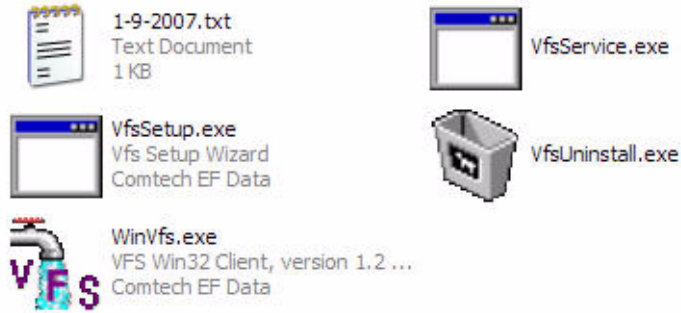 1-9-2007.txt
Text Document
1 KB
VfsService.exe
VfsSetup.exe
Vfs Setup Wizard
Comtech EF Data
VfsUninstall.exe
WinVfs.exe
VFS Win32 Client, version 1.2 ...
Comtech EF Data
VFS